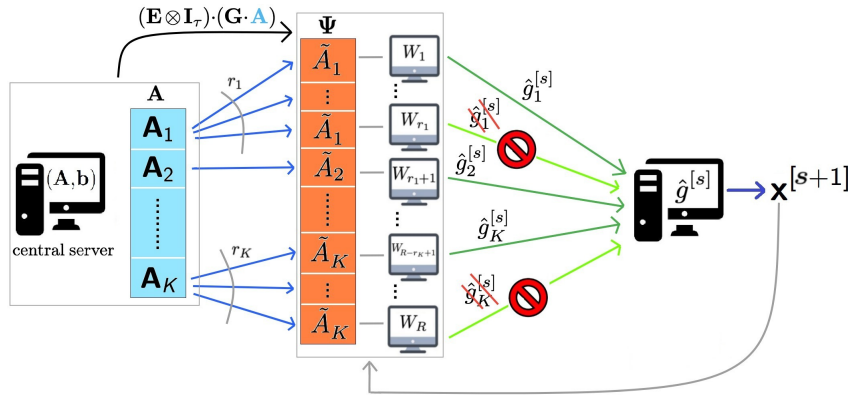 (E⊗I_τ)·(G·A)
Ψ
A
r_1
A_1
A_2
⋮
A_K
r_K
(A,b)
central server
Ã_1
⋮
Ã_1
Ã_2
⋮
Ã_K
⋮
Ã_K
W_1
⋮
W_{r_1}
W_{r_1+1}
⋮
W_{R-r_K+1}
⋮
W_R
ĝ_1^{[s]}
ĝ_1^{[s]}
ĝ_2^{[s]}
ĝ_K^{[s]}
ĝ_K^{[s]}
ĝ^{[s]}
x^{[s+1]}